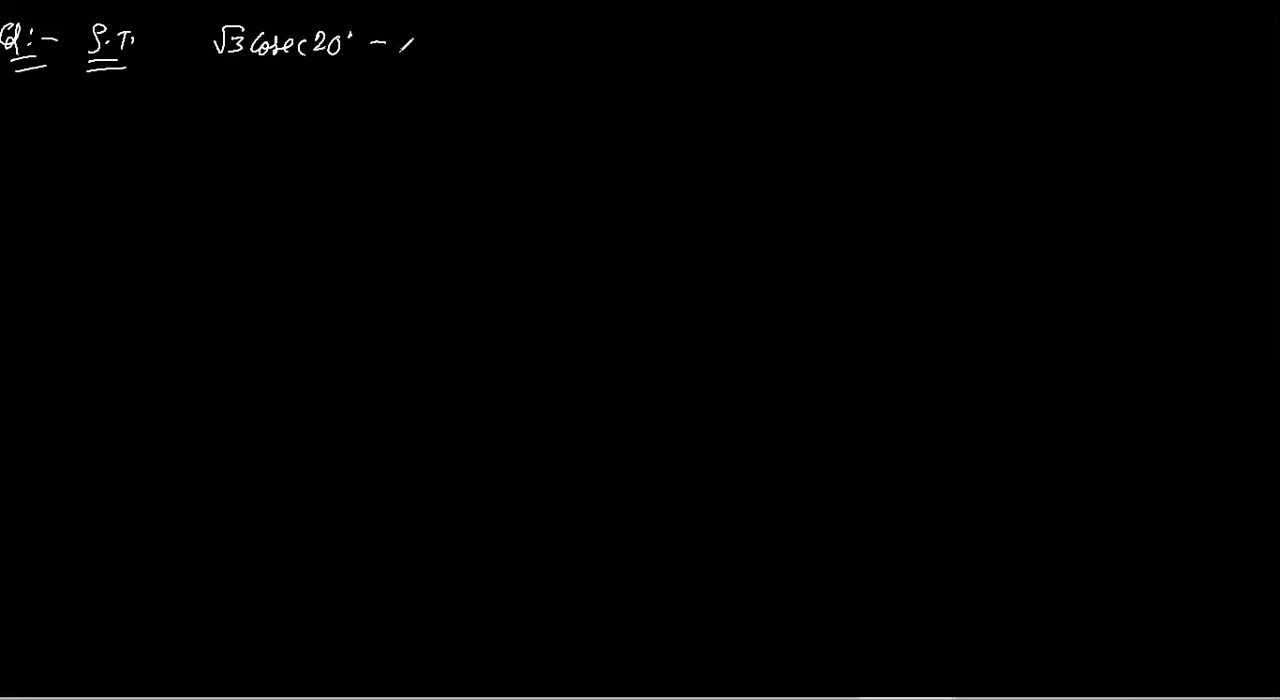 Q:- P.T. √3 Cosec 20° -